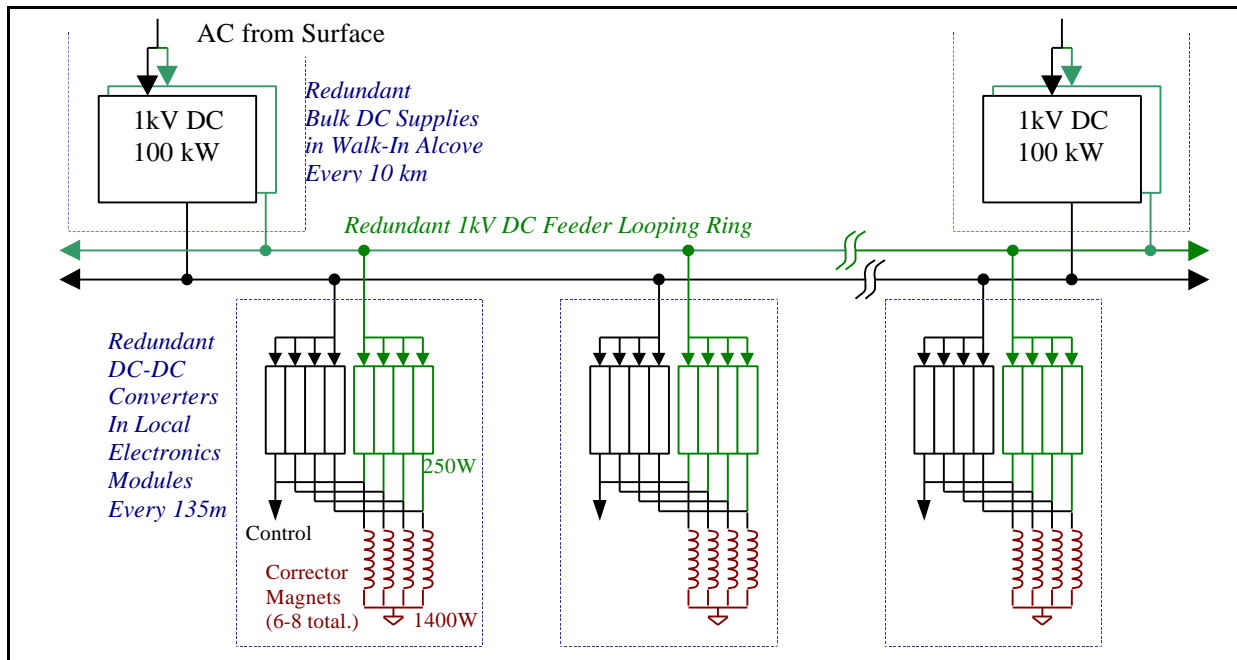 AC from Surface
1kV DC
100 kW
Redundant
Bulk DC Supplies
in Walk-In Alcove
Every 10 km
1kV DC
100 kW
Redundant 1kV DC Feeder Looping Ring
Redundant
DC-DC
Converters
In Local
Electronics
Modules
Every 135m
250W
Control
Corrector
Magnets
(6-8 total.)
1400W